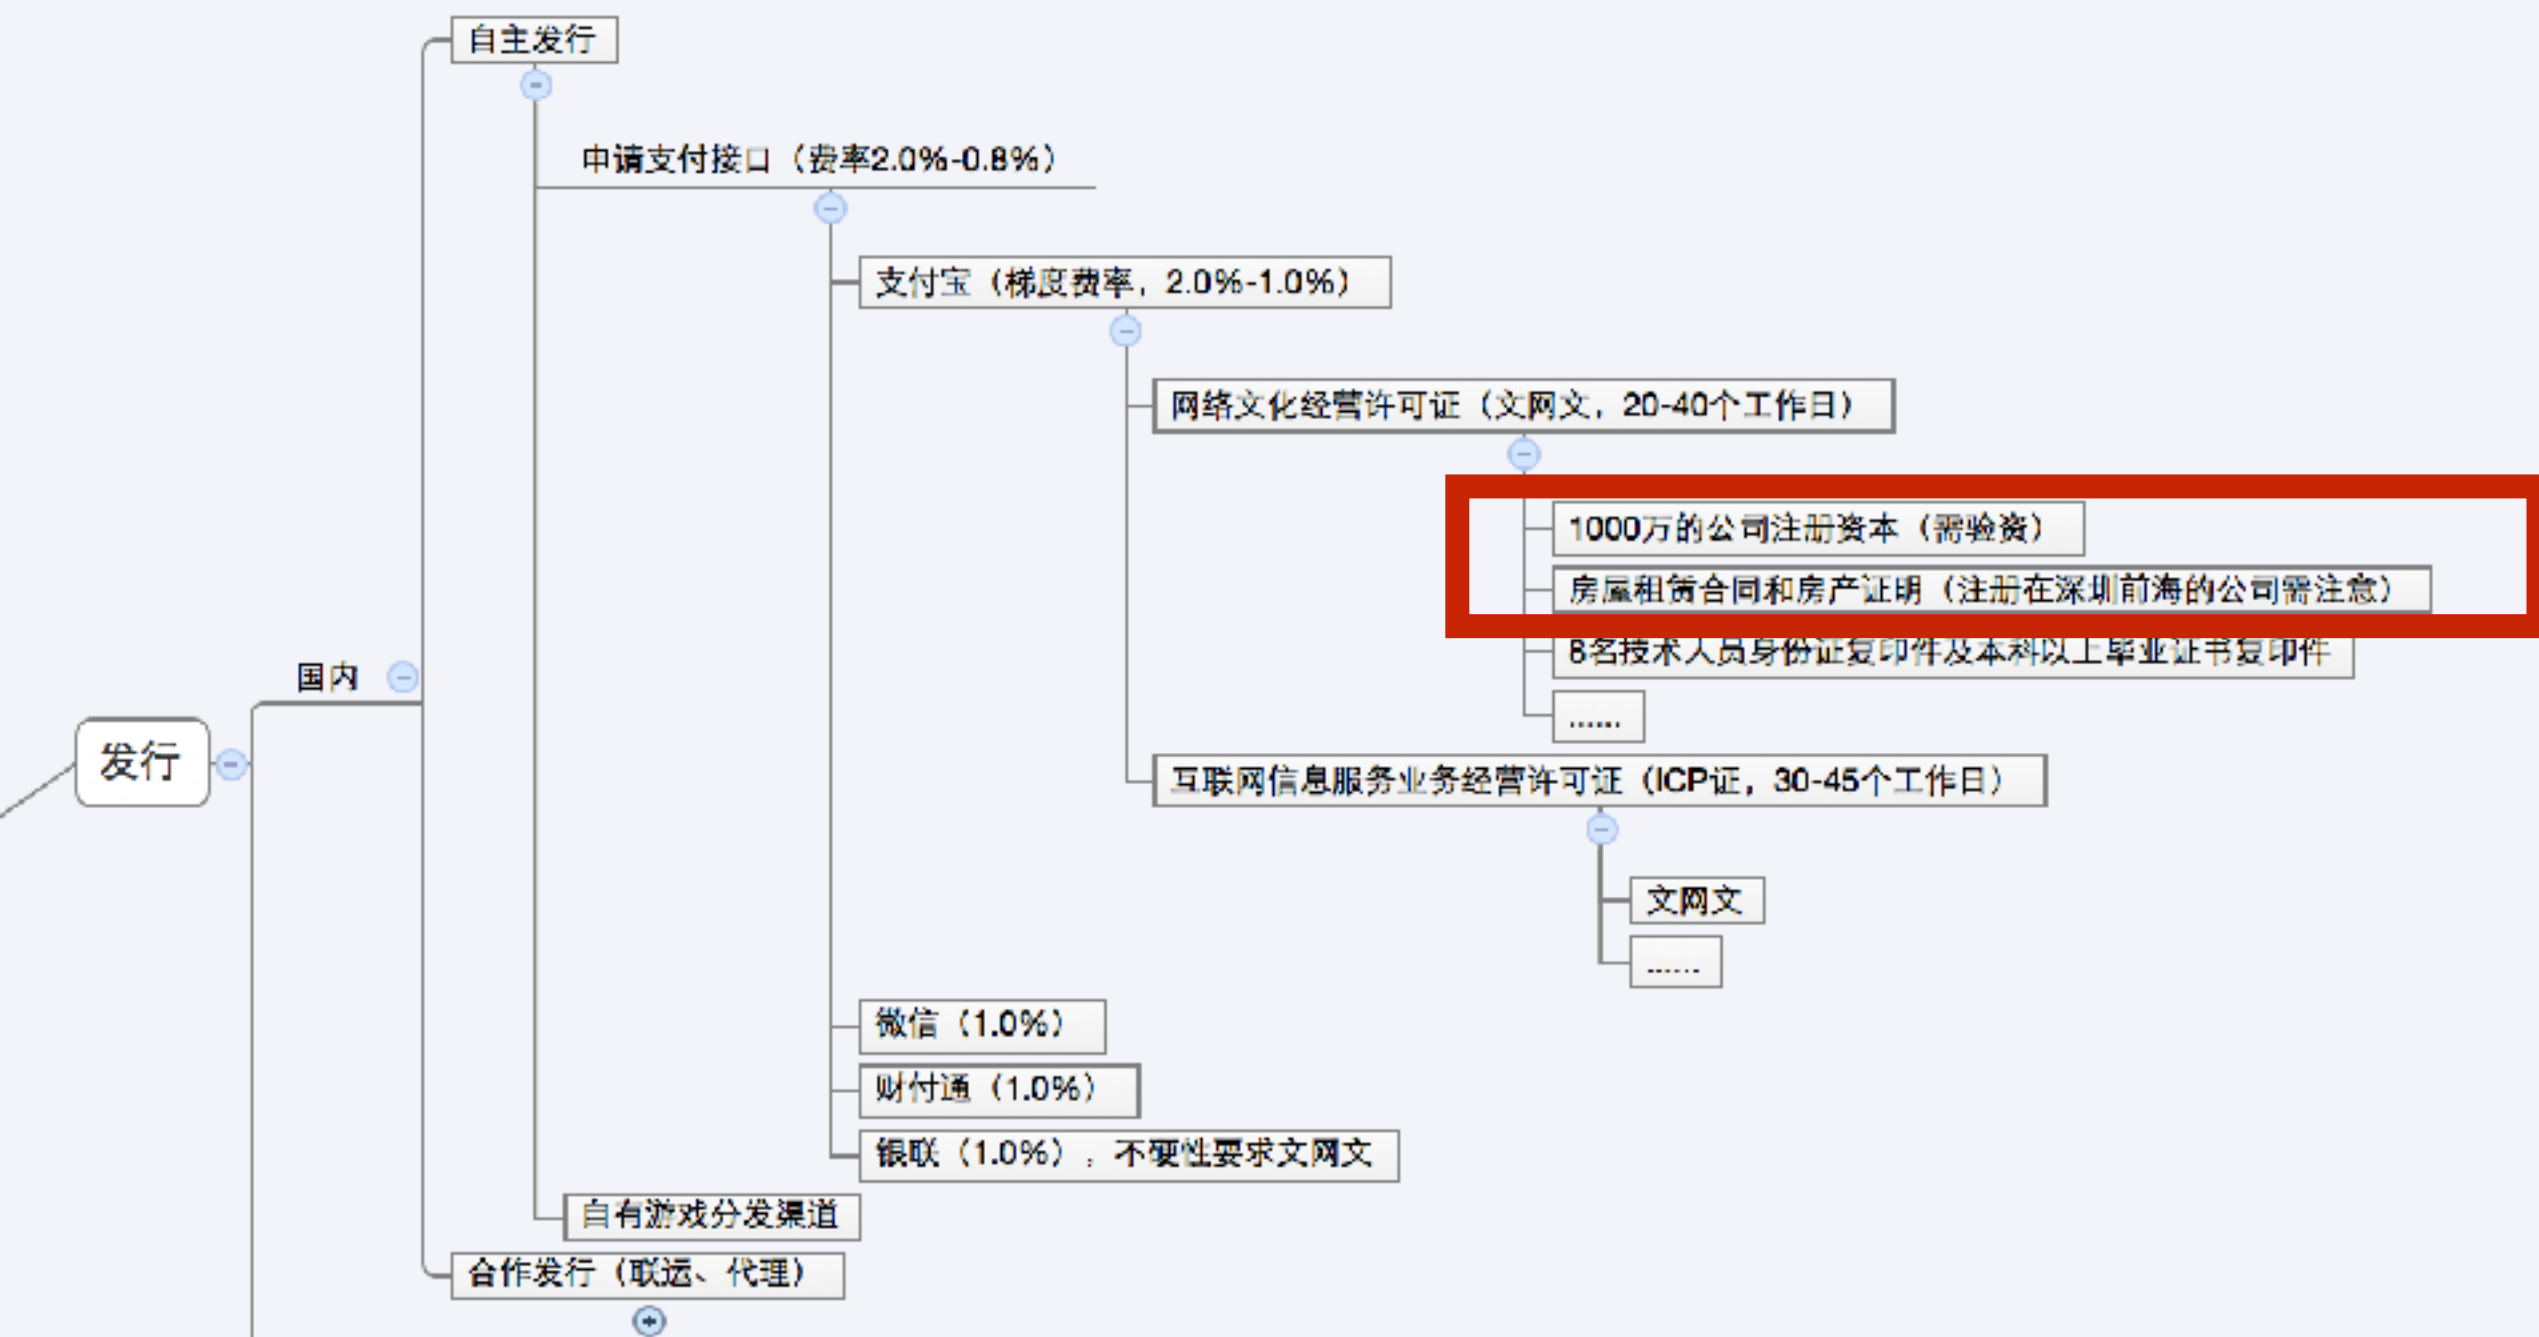 自主发行
申请支付接口（费率2.0%-0.8%）
支付宝（梯度费率，2.0%-1.0%）
网络文化经营许可证（文网文，20-40个工作日）
1000万的公司注册资本（需验资）
房屋租赁合同和房产证明（注册在深圳前海的公司需注意）
8名技术人员身份证复印件及本科以上毕业证书复印件
......
国内
发行
互联网信息服务业务经营许可证（ICP证，30-45个工作日）
文网文
......
微信（1.0%）
财付通（1.0%）
银联（1.0%），不硬性要求文网文
自有游戏分发渠道
合作发行（联运、代理）